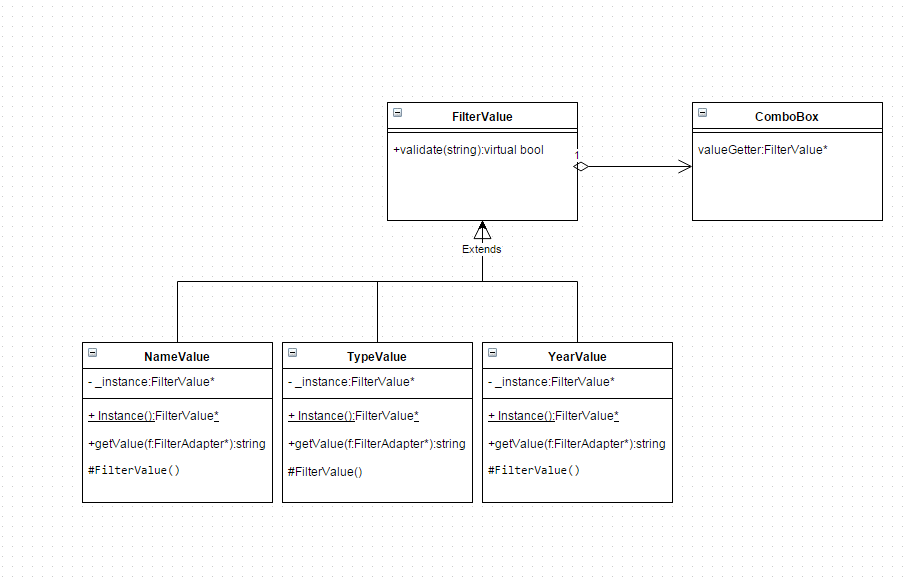 FilterValue
+validate(string):virtual bool
1
ComboBox
valueGetter:FilterValue*
Extends
NameValue
- _instance:FilterValue*
+ Instance():FilterValue*
+getValue(f:FilterAdapter*):string
#FilterValue()
TypeValue
- _instance:FilterValue*
+ Instance():FilterValue*
+getValue(f:FilterAdapter*):string
#FilterValue()
YearValue
- _instance:FilterValue*
+ Instance():FilterValue*
+getValue(f:FilterAdapter*):string
#FilterValue()